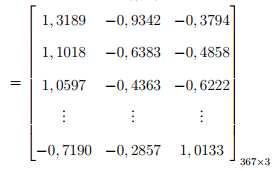 1,3189 −0,9342 −0,3794
1,1018 −0,6383 −0,4858
= 1,0597 −0,4363 −0,6222
⋮ ⋮ ⋮
−0,7190 −0,2857 1,0133
367×3